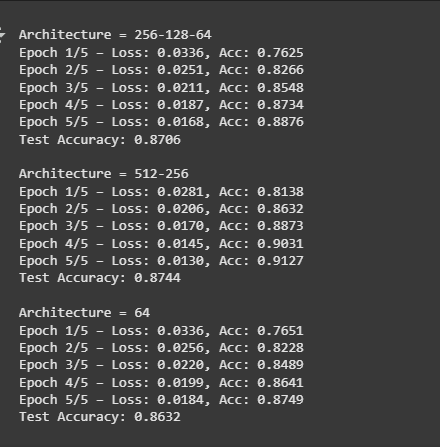 Architecture = 256-128-64
Epoch 1/5 – Loss: 0.0336, Acc: 0.7625
Epoch 2/5 – Loss: 0.0251, Acc: 0.8266
Epoch 3/5 – Loss: 0.0211, Acc: 0.8548
Epoch 4/5 – Loss: 0.0187, Acc: 0.8734
Epoch 5/5 – Loss: 0.0168, Acc: 0.8876
Test Accuracy: 0.8706
Architecture = 512-256
Epoch 1/5 – Loss: 0.0281, Acc: 0.8138
Epoch 2/5 – Loss: 0.0206, Acc: 0.8632
Epoch 3/5 – Loss: 0.0170, Acc: 0.8873
Epoch 4/5 – Loss: 0.0145, Acc: 0.9031
Epoch 5/5 – Loss: 0.0130, Acc: 0.9127
Test Accuracy: 0.8744
Architecture = 64
Epoch 1/5 – Loss: 0.0336, Acc: 0.7651
Epoch 2/5 – Loss: 0.0256, Acc: 0.8228
Epoch 3/5 – Loss: 0.0220, Acc: 0.8489
Epoch 4/5 – Loss: 0.0199, Acc: 0.8641
Epoch 5/5 – Loss: 0.0184, Acc: 0.8749
Test Accuracy: 0.8632